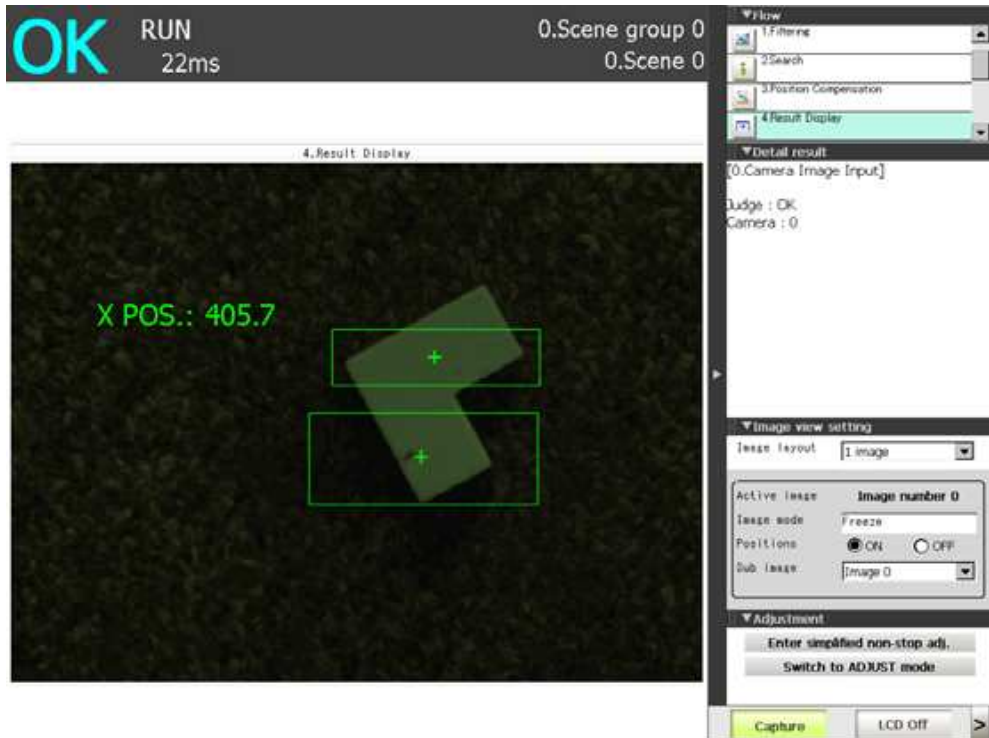 OK
RUN
22ms
0.Scene group 0
0.Scene 0
▼Flow
1.Filtering
2.Search
3.Position Compensation
4.Result Display
4.Result Display
X POS.: 405.7
▼Detail result
[0.Camera Image Input]
Judge : OK
Camera : 0
▼Image view setting
Image layout 1 image
Active image Image number 0
Image mode Freeze
Positions ON OFF
Sub image Image 0
▼Adjustment
Enter simplified non-stop adj.
Switch to ADJUST mode
Capture LCD Off >